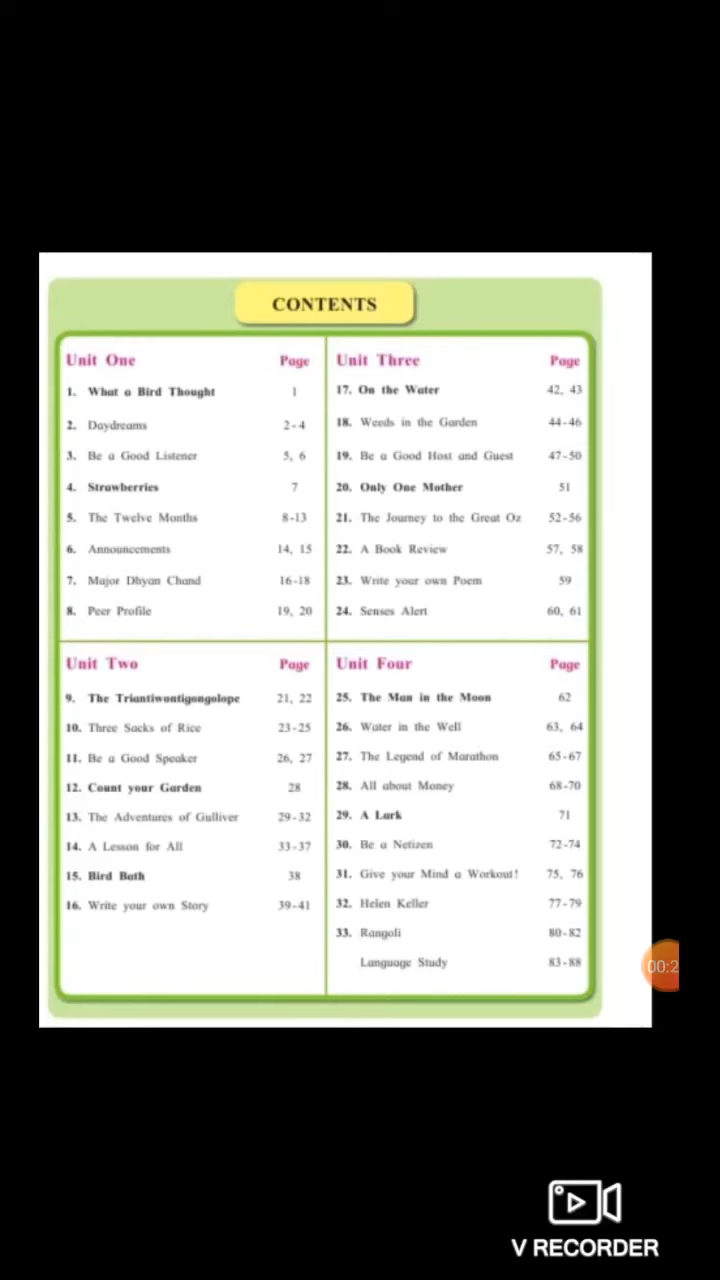 CONTENTS
Unit One Page
1. What a Bird Thought 1
2. Daydreams 2-4
3. Be a Good Listener 5, 6
4. Strawberries 7
5. The Twelve Months 8-13
6. Announcements 14, 15
7. Major Dhyan Chand 16-18
8. Peer Profile 19, 20
Unit Two Page
9. The Triantiwontigongolope 21, 22
10. Three Sacks of Rice 23-25
11. Be a Good Speaker 26, 27
12. Count your Garden 28
13. The Adventures of Gulliver 29-32
14. A Lesson for All 33-37
15. Bird Bath 38
16. Write your own Story 39-41
Unit Three Page
17. On the Water 42, 43
18. Weeds in the Garden 44-46
19. Be a Good Host and Guest 47-50
20. Only One Mother 51
21. The Journey to the Great Oz 52-56
22. A Book Review 57, 58
23. Write your own Poem 59
24. Senses Alert 60, 61
Unit Four Page
25. The Man in the Moon 62
26. Water in the Well 63, 64
27. The Legend of Marathon 65-67
28. All about Money 68-70
29. A Lark 71
30. Be a Netizen 72-74
31. Give your Mind a Workout! 75, 76
32. Helen Keller 77-79
33. Rangoli 80-82
Language Study 83-88
00:2
V RECORDER